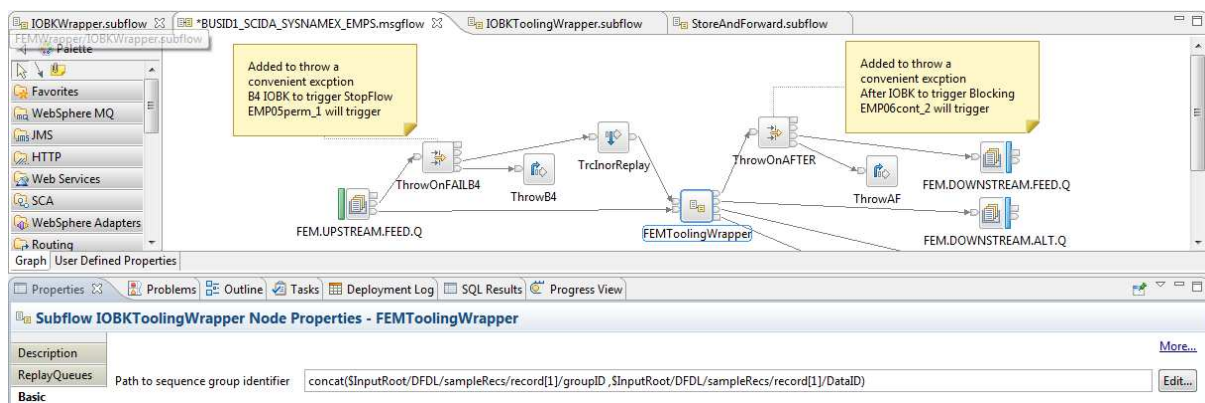 IOBKWrapper.subflow
*BUSID1_SCIDA_SYSNAMEX_EMPS.msgflow
IOBKToolingWrapper.subflow
StoreAndForward.subflow
FEMWrapper/IOBKWrapper.subflow
Palette
Favorites
WebSphere MQ
JMS
HTTP
Web Services
SCA
WebSphere Adapters
Routing
Added to throw a
convenient excption
B4 IOBK to trigger StopFlow
EMP05perm_1 will trigger
Added to throw a
convenient excption
After IOBK to trigger Blocking
EMP06cont_2 will trigger
TrcInorReplay
ThrowOnFAILB4
ThrowB4
ThrowOnAFTER
ThrowAF
FEM.DOWNSTREAM.FEED.Q
FEM.UPSTREAM.FEED.Q
FEMToolingWrapper
FEM.DOWNSTREAM.ALT.Q
Graph
User Defined Properties
Properties
Problems
Outline
Tasks
Deployment Log
SQL Results
Progress View
Subflow IOBKToolingWrapper Node Properties - FEMToolingWrapper
Description
More...
ReplayQueues
Path to sequence group identifier
concat($InputRoot/DFDL/sampleRecs/record[1]/groupID ,$InputRoot/DFDL/sampleRecs/record[1]/DataID)
Edit...
Basic